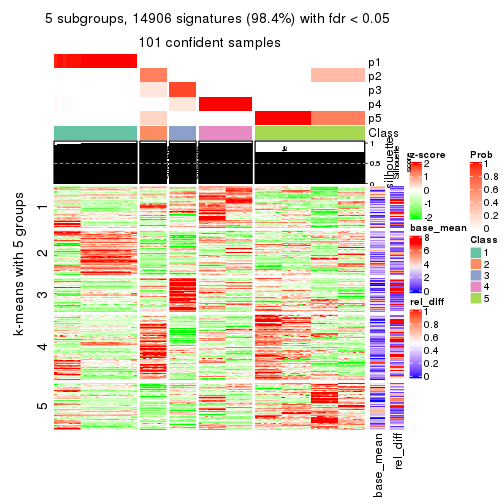 5 subgroups, 14906 signatures (98.4%) with fdr < 0.05
101 confident samples
p1
p2
p3
p4
p5
Class
1
0.5
0
silhouette
k-means with 5 groups
1
2
3
4
5
base_mean
rel_diff
z-score
2
1
0
-1
-2
base_mean
8
6
4
2
0
rel_diff
1
0.8
0.6
0.4
0.2
0
Prob
1
0.8
0.6
0.4
0.2
0
Class
1
2
3
4
5